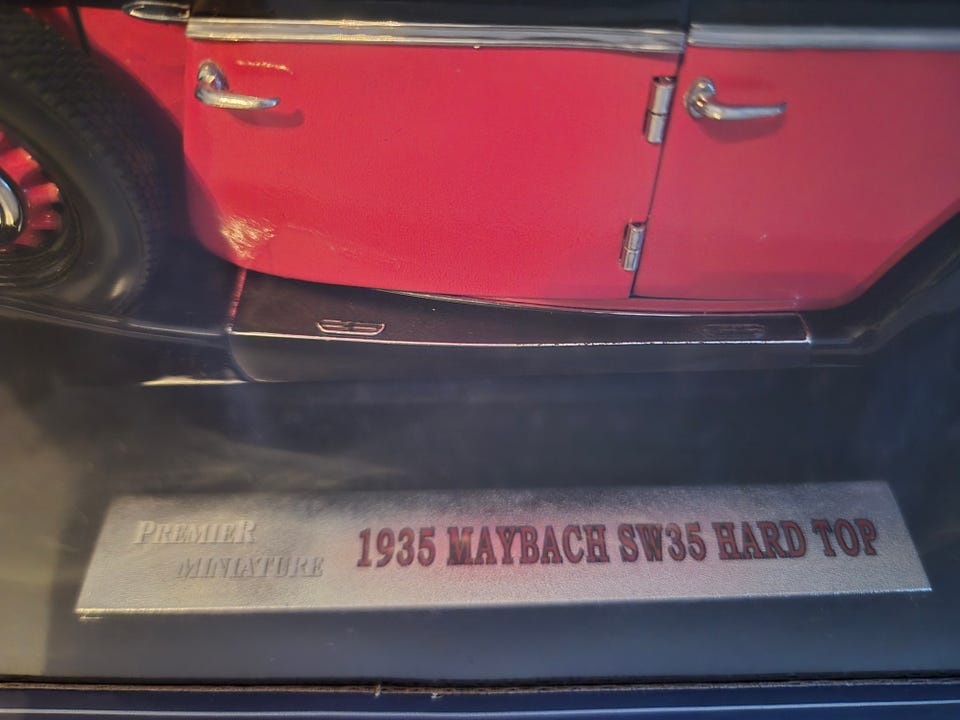 PREMIER
MINIATURE
1935 MAYBACH SW35 HARD TOP